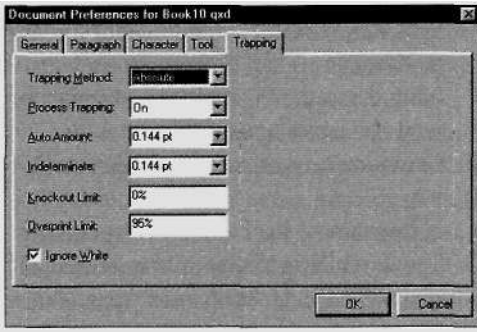 Document Preferences for Book10 qxd
General Paragraph Character Tool Trapping
Trapping Method: Absolute
Process Trapping: On
Auto Amount: 0.144 pt
Indeterminate: 0.144 pt
Knockout Limit: 0%
Overprint Limit: 95%
Ignore White
OK Cancel